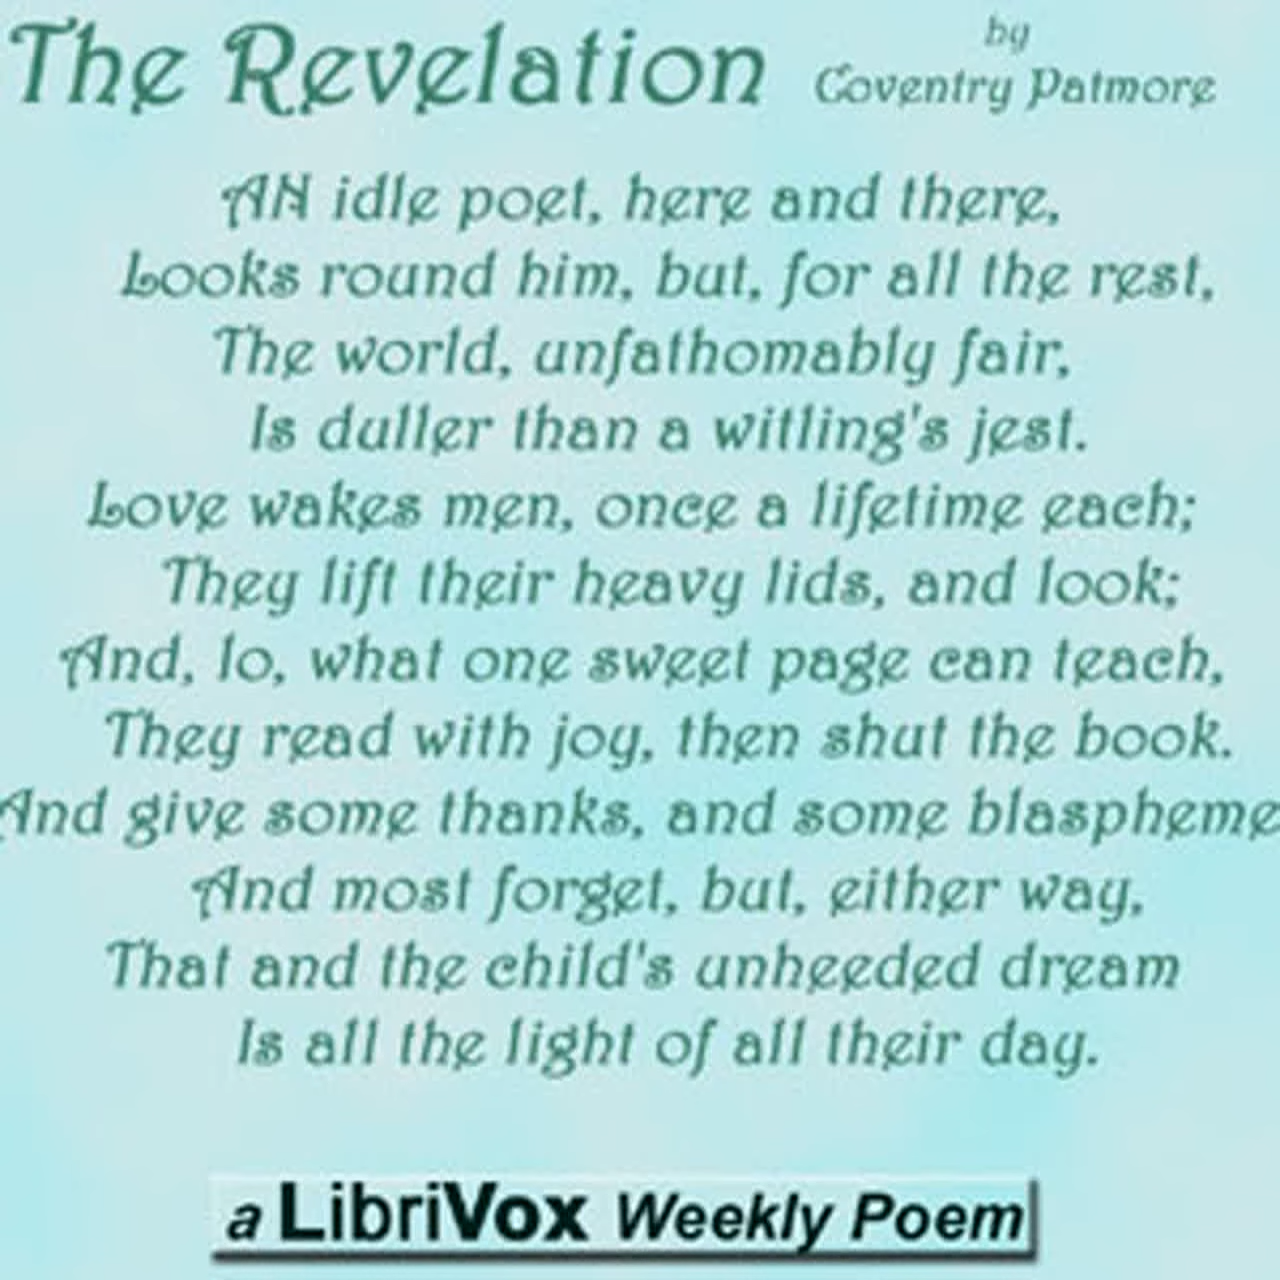 The Revelation
by
Coventry Patmore
AN idle poet, here and there,
Looks round him, but, for all the rest,
The world, unfathomably fair,
Is duller than a witling's jest.
Love wakes men, once a lifetime each;
They lift their heavy lids, and look;
And, lo, what one sweet page can teach,
They read with joy, then shut the book.
And give some thanks, and some blaspheme
And most forget, but, either way,
That and the child's unheeded dream
Is all the light of all their day.
a LibriVox Weekly Poem